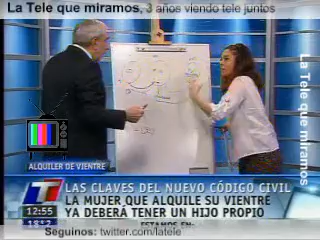 La Tele que miramos, 3 años viendo tele juntos
La Tele que miramos
ALQUILER DE VIENTRE
LAS CLAVES DEL NUEVO CÓDIGO CIVIL
LA MUJER QUE ALQUILE SU VIENTRE
YA DEBERÁ TENER UN HIJO PROPIO
12:55
Seguinos: twitter.com/latele